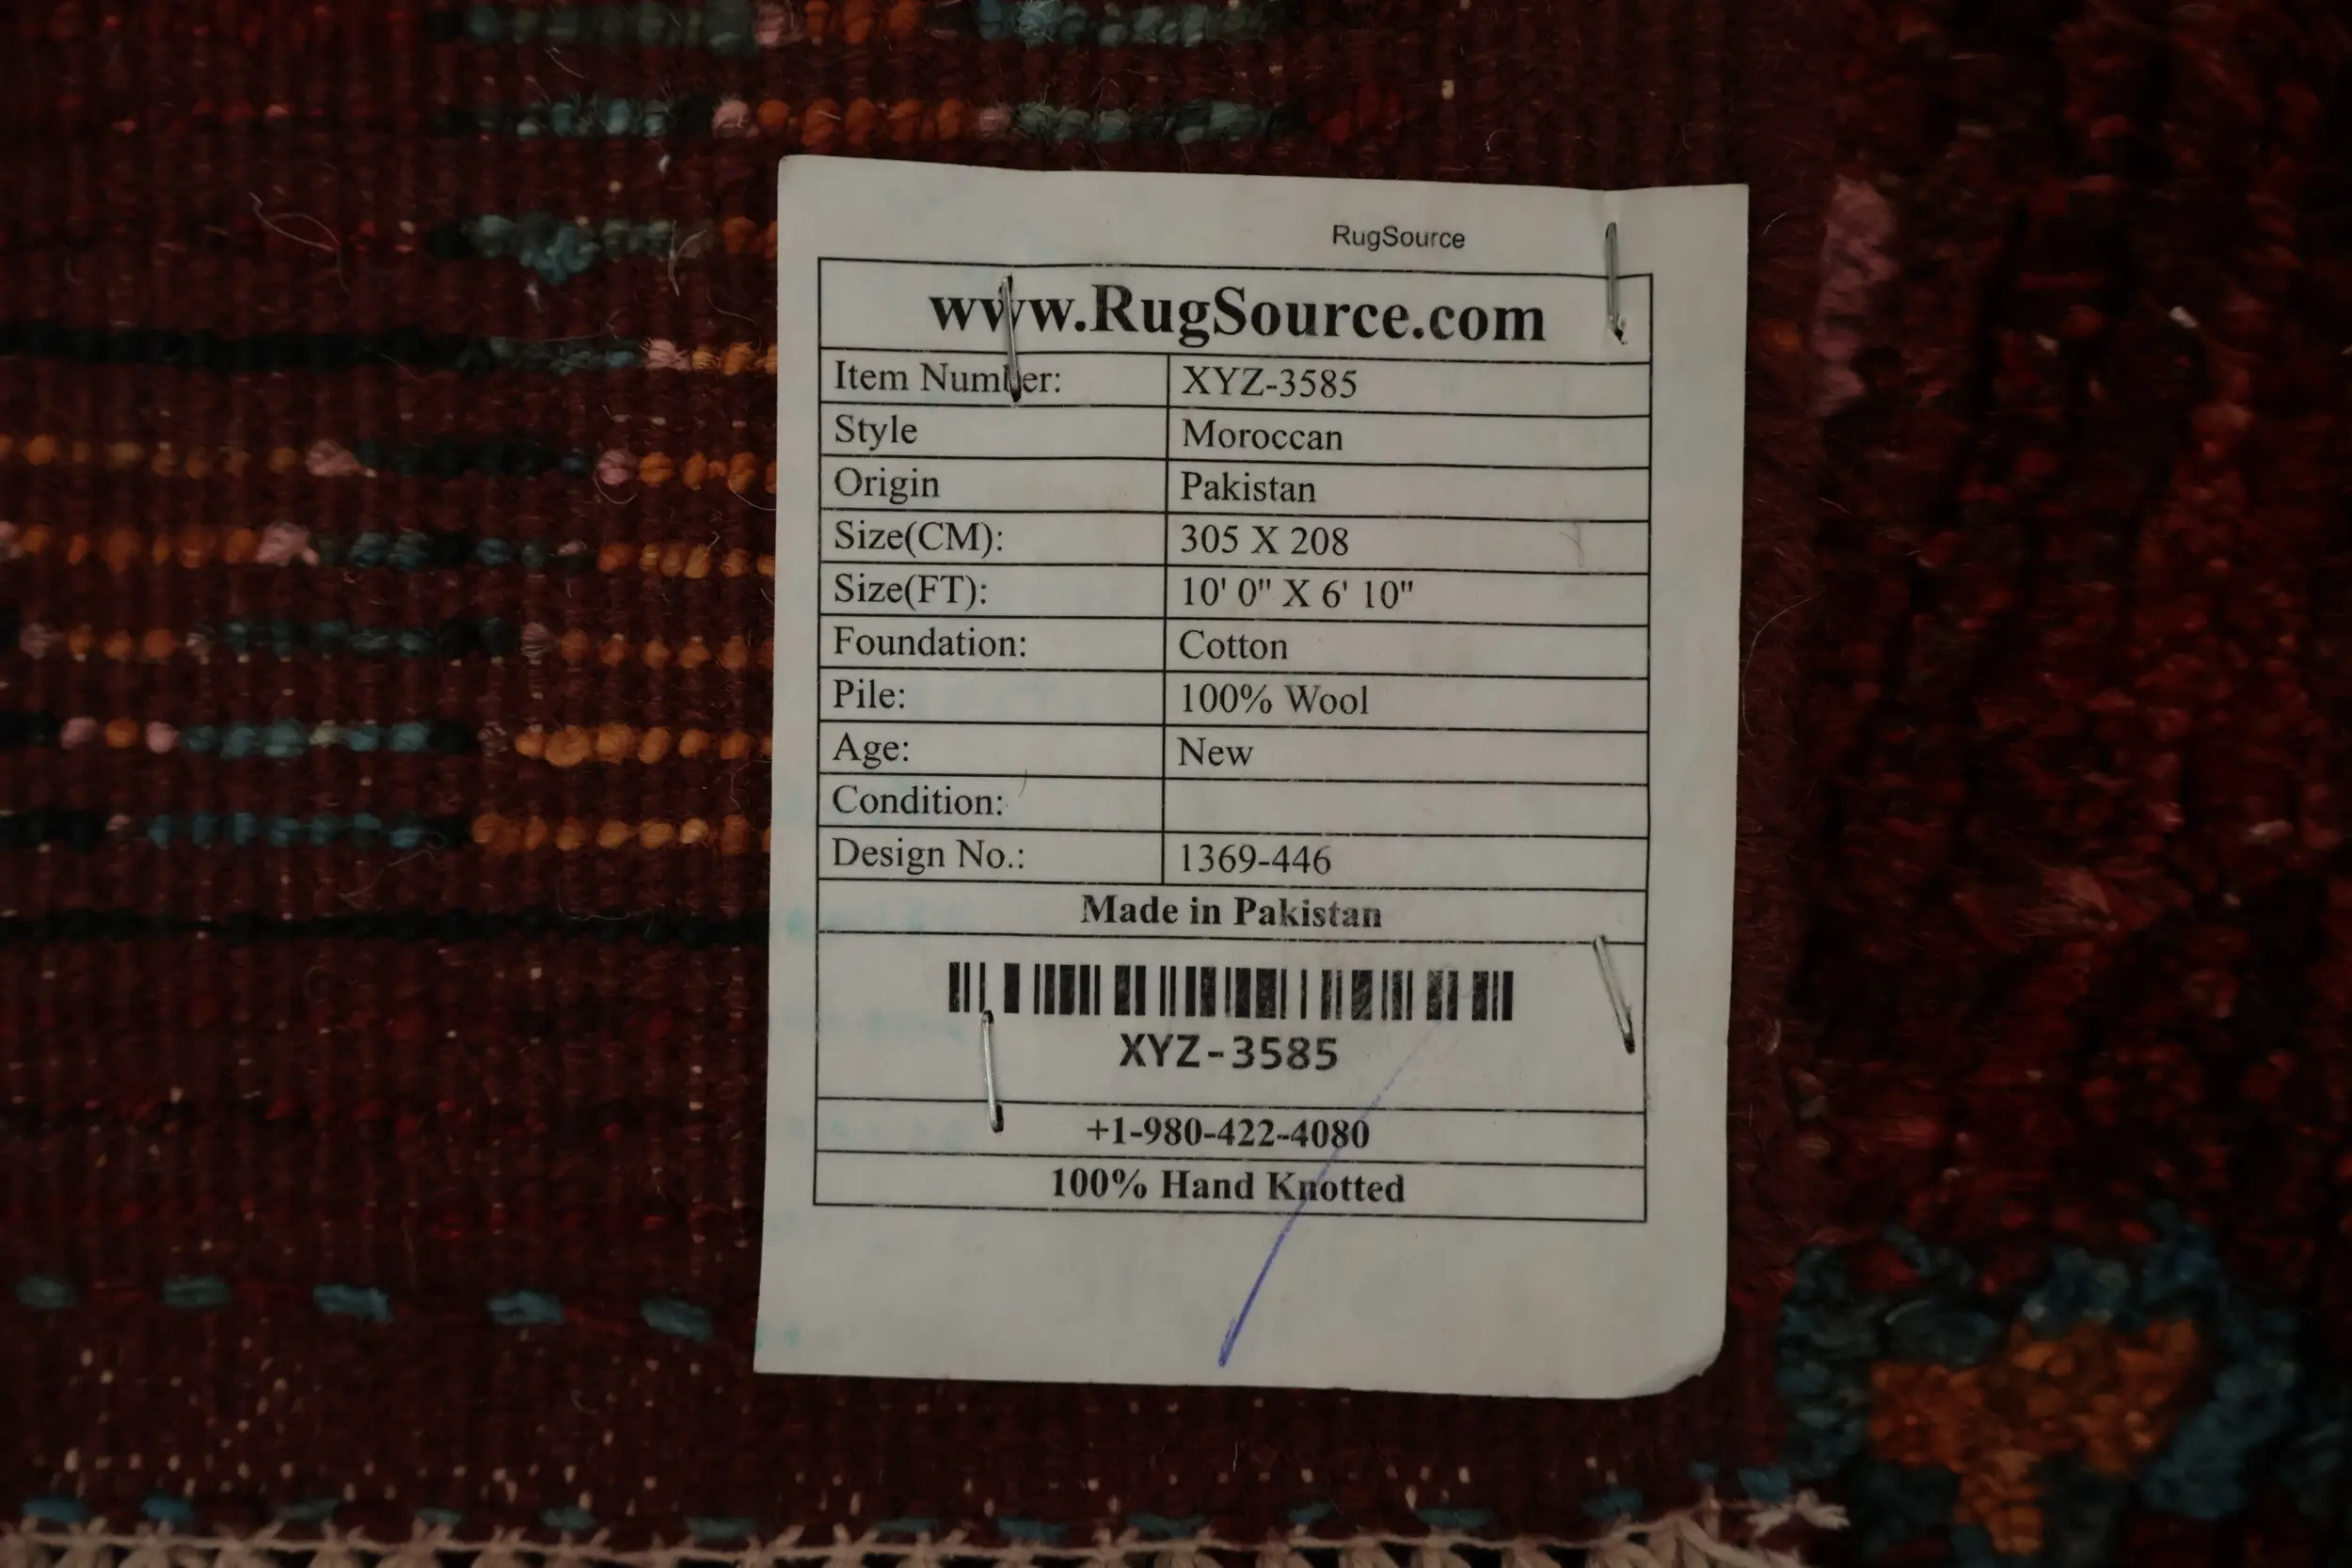 RugSource
www.RugSource.com
Item Number: XYZ-3585
Style Moroccan
Origin Pakistan
Size(CM): 305 X 208
Size(FT): 10' 0" X 6' 10"
Foundation: Cotton
Pile: 100% Wool
Age: New
Condition:
Design No.: 1369-446
Made in Pakistan
XYZ-3585
+1-980-422-4080
100% Hand Knotted